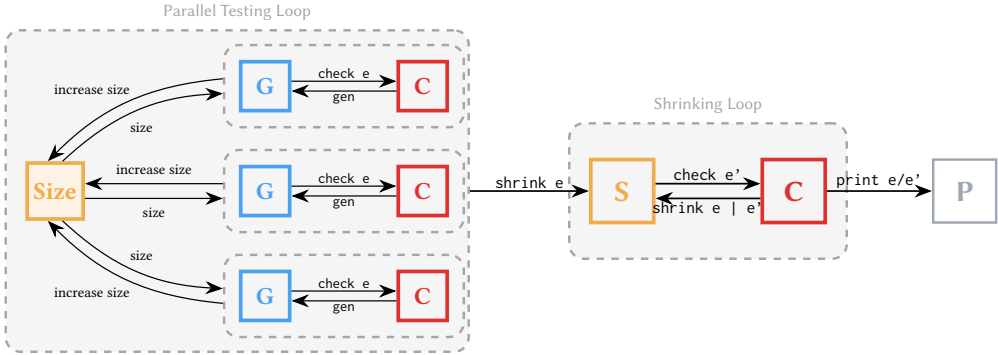 Parallel Testing Loop
increase size
size
G
check e
gen
C
Size
increase size
size
G
check e
gen
C
size
increase size
G
check e
gen
C
shrink e
Shrinking Loop
S
check e’
shrink e | e’
C
print e/e’
P